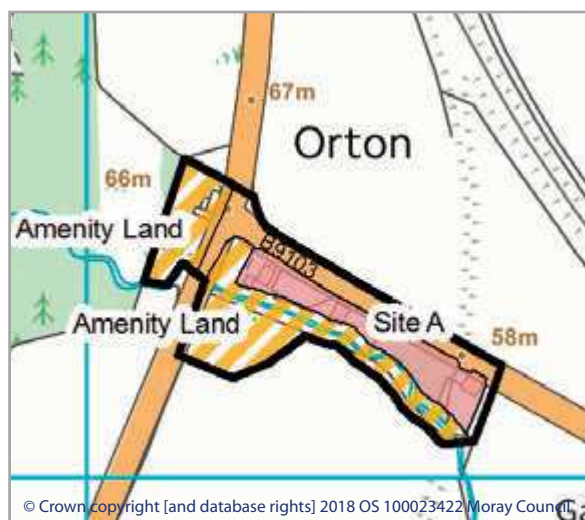 67m
Orton
66m
Amenity Land
B9103
Amenity Land
Site A
58m
© Crown copyright [and database rights] 2018 OS 100023422 Moray Council
Ga